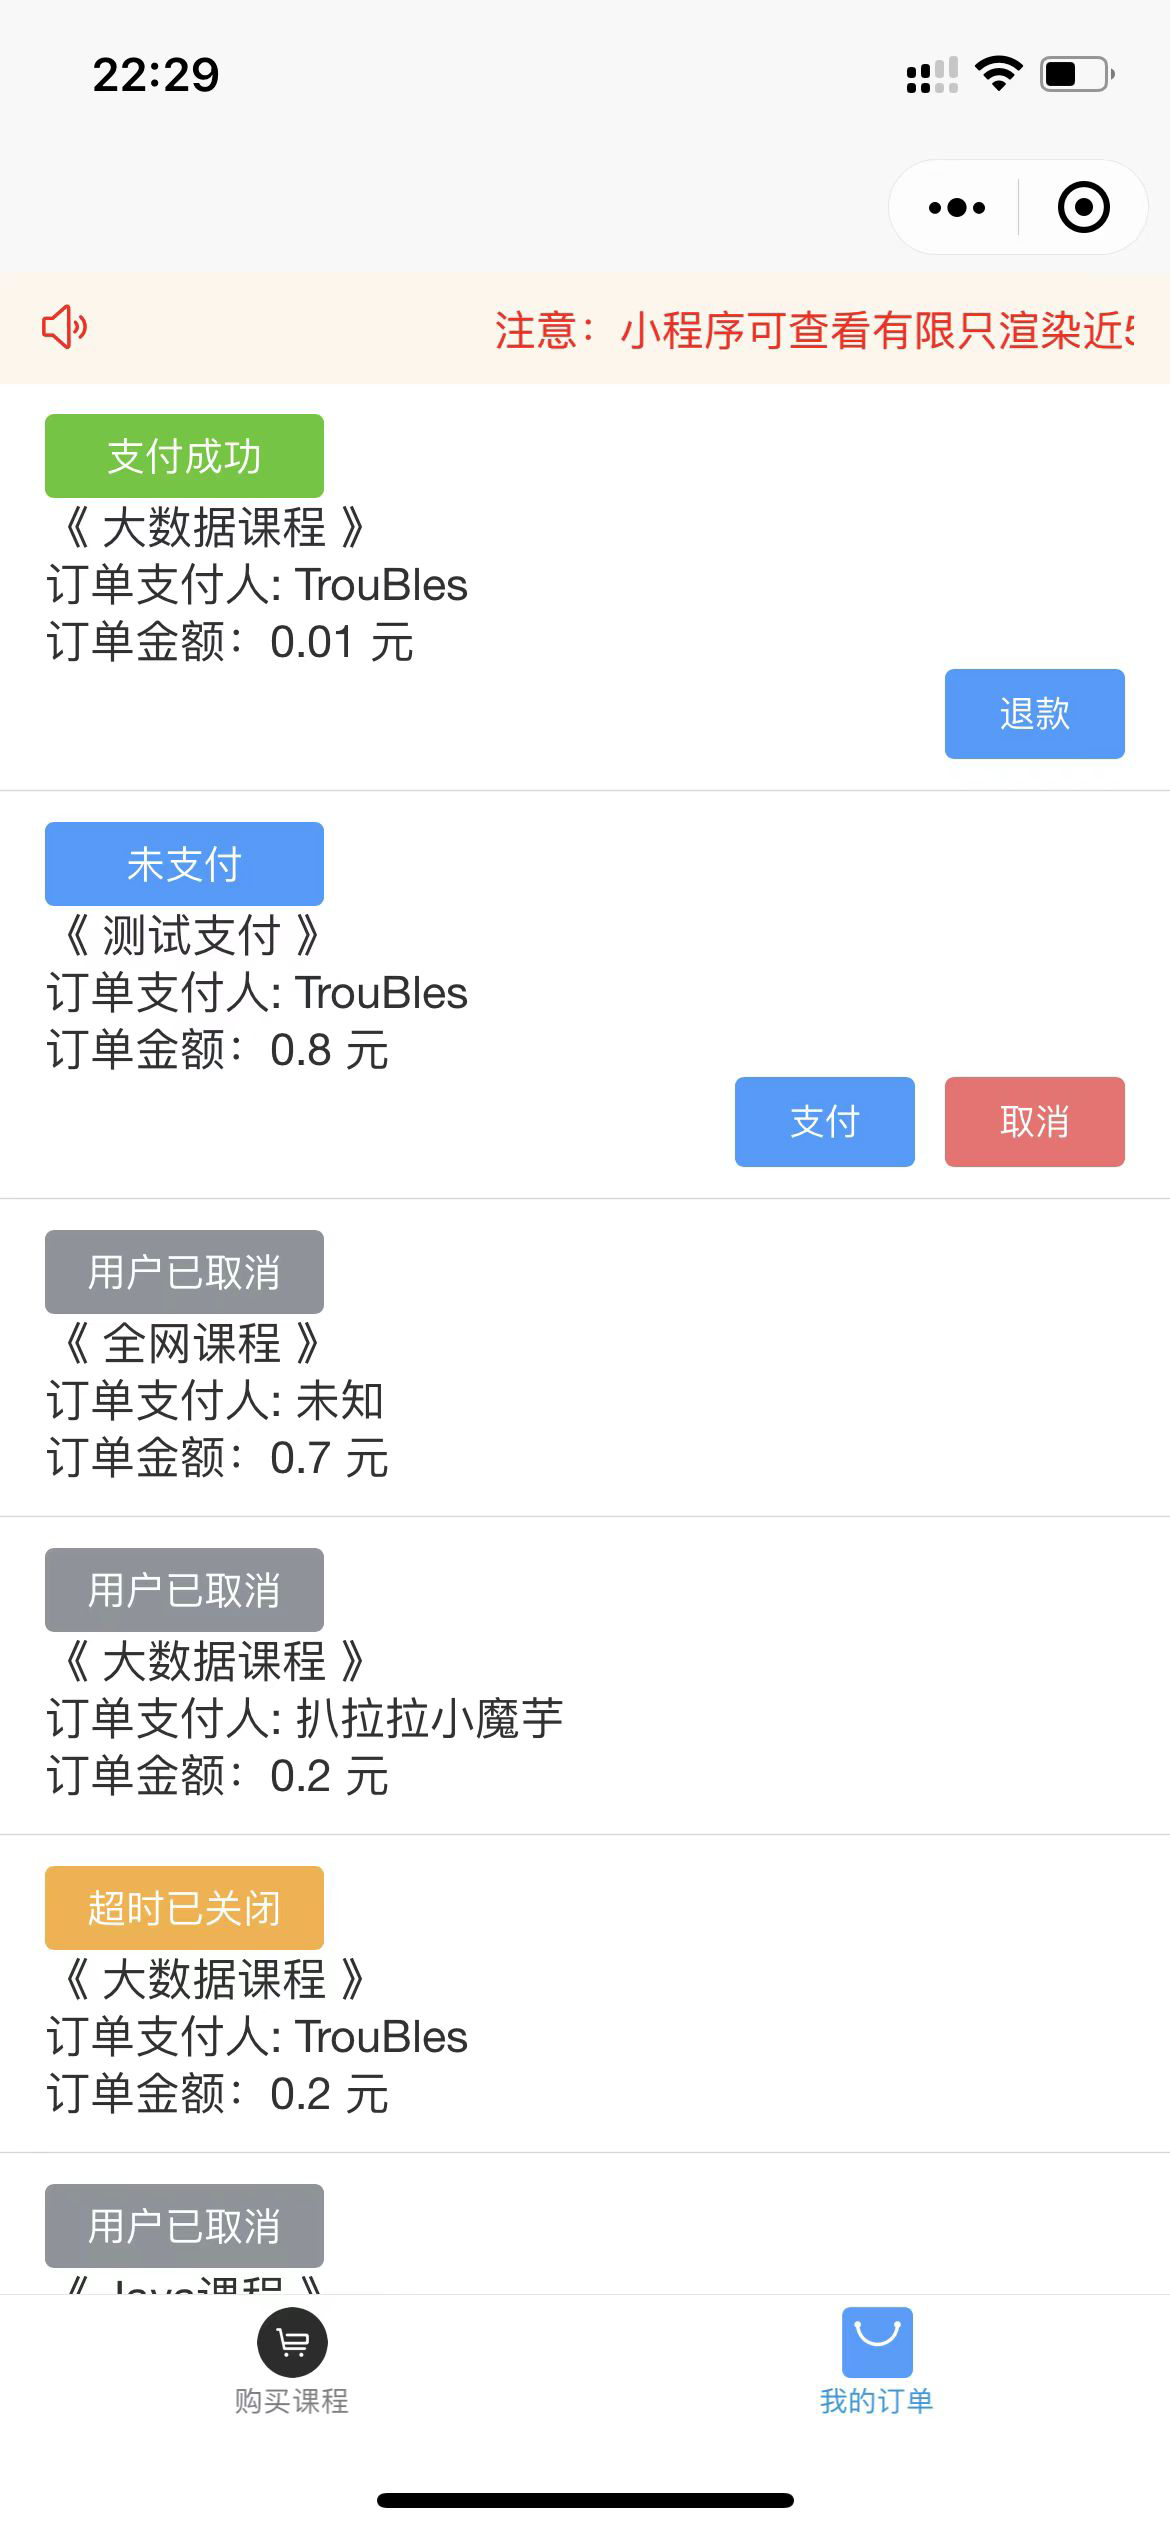 22:29
注意：小程序可查看有限只渲染近
支付成功
《 大数据课程 》
订单支付人: TrouBles
订单金额：0.01 元
退款
未支付
《 测试支付 》
订单支付人: TrouBles
订单金额：0.8 元
支付 取消
用户已取消
《 全网课程 》
订单支付人: 未知
订单金额：0.7 元
用户已取消
《 大数据课程 》
订单支付人: 扒拉拉小魔芋
订单金额：0.2 元
超时已关闭
《 大数据课程 》
订单支付人: TrouBles
订单金额：0.2 元
用户已取消
《 Java课程 》
购买课程 我的订单